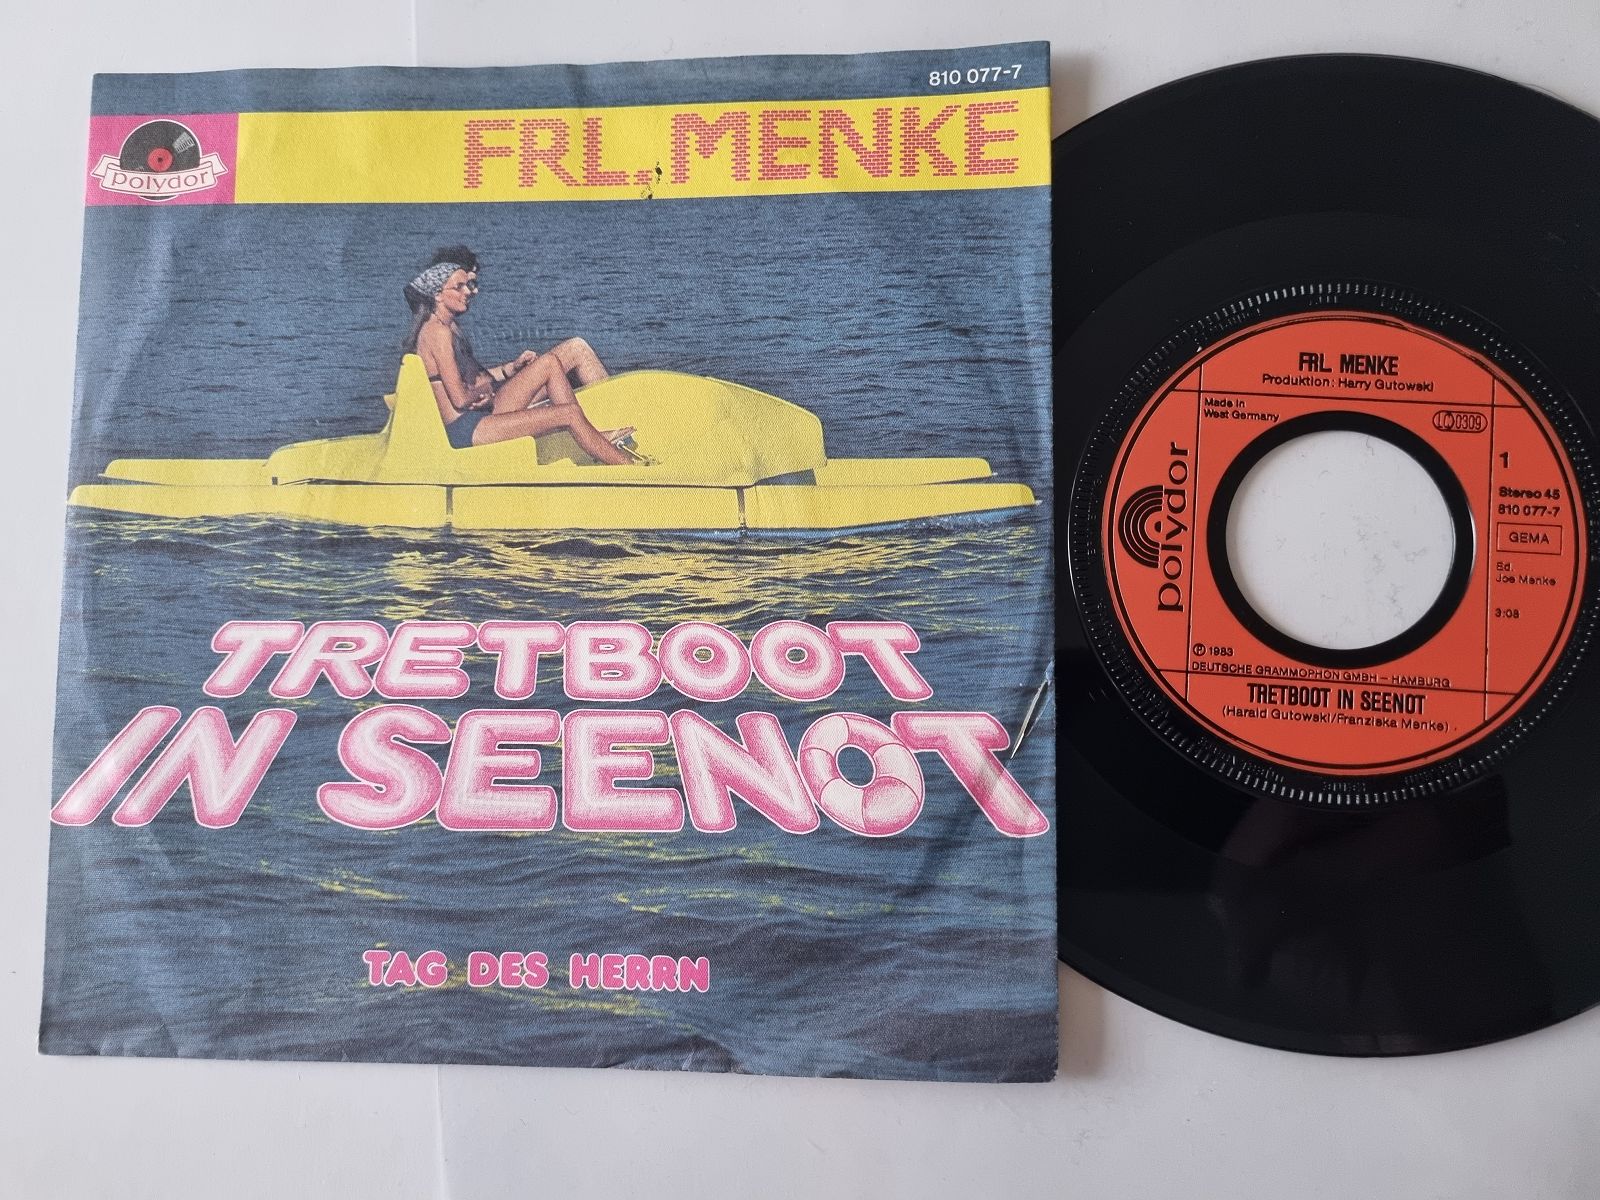 810 077-7
FRL. MENKE
polydor
TRETBOOT
IN SEENOT
TAG DES HERRN
FRL. MENKE
Produktion: Harry Gutowski
Made in
West Germany
LC 0309
polydor
1
Stereo 45
810 077-7
GEMA
Ed.
Joe Menke
3:08
Ⓟ 1983
DEUTSCHE GRAMMOPHON GMBH – HAMBURG
TRETBOOT IN SEENOT
(Harald Gutowski/Franziska Menke)